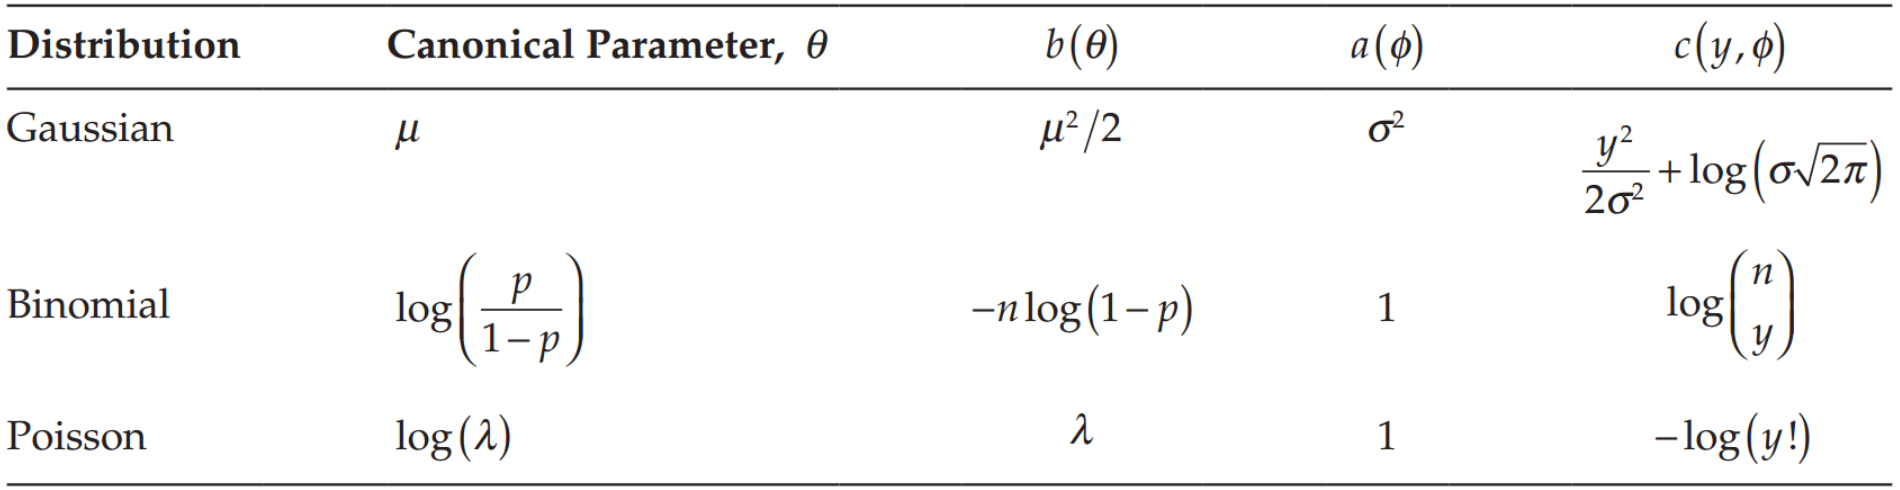 Distribution Canonical Parameter, θ b(θ) a(ϕ) c(y,ϕ)
Gaussian μ μ²/2 σ² y²/2σ² + log(σ√2π)
Binomial log(p/1−p) −n log(1−p) 1 log(n y)
Poisson log(λ) λ 1 −log(y!)